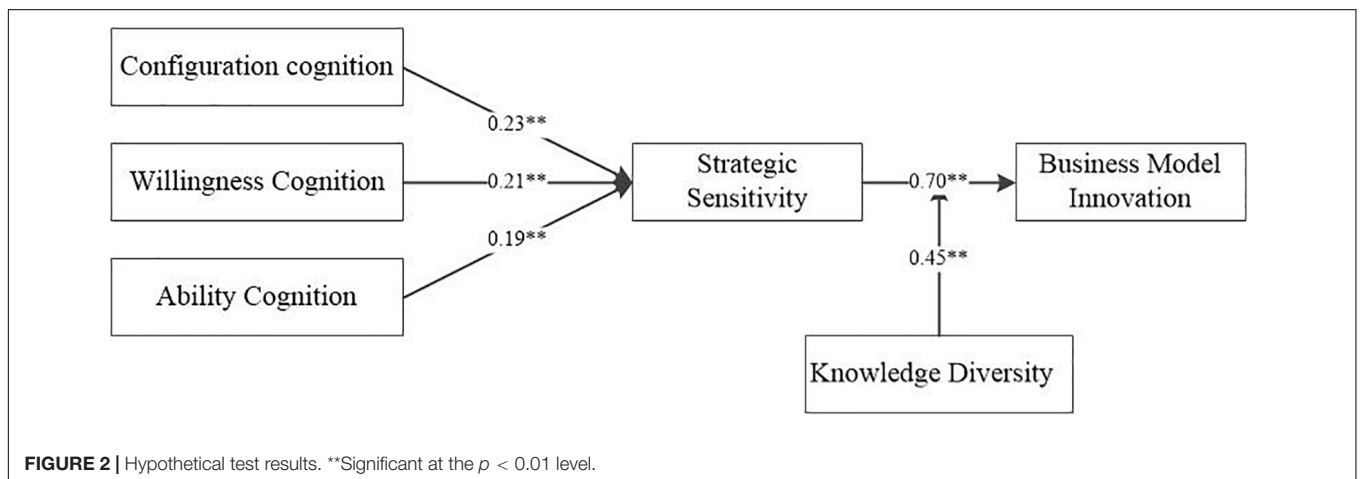 Configuration cognition
0.23**
Willingness Cognition
0.21**
Strategic
Sensitivity
0.70**
Business Model
Innovation
0.19**
0.45**
Ability Cognition
Knowledge Diversity
FIGURE 2 | Hypothetical test results. **Significant at the p < 0.01 level.